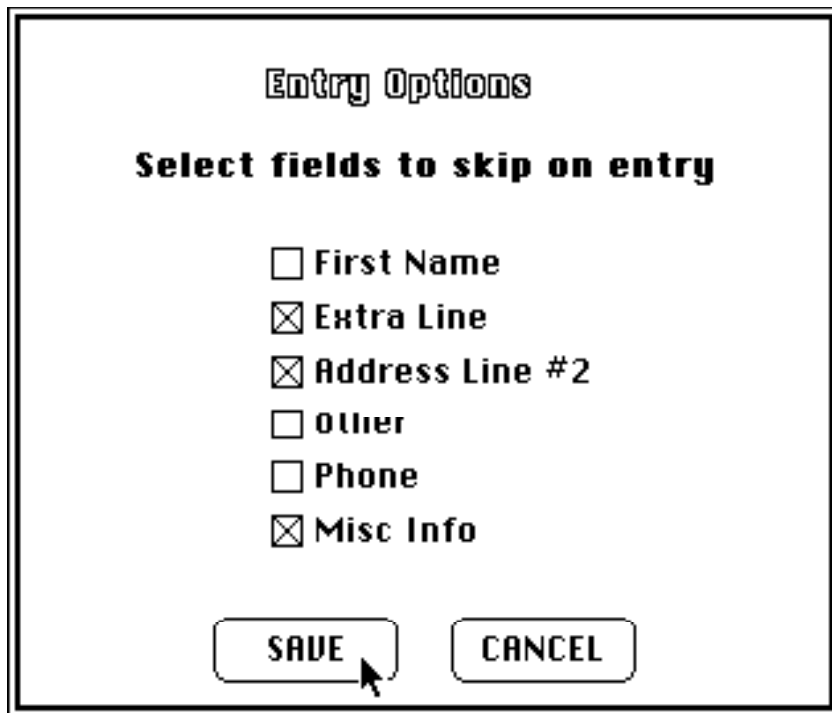 Entry Options
Select fields to skip on entry
First Name
Extra Line
Address Line #2
Other
Phone
Misc Info
SAVE CANCEL